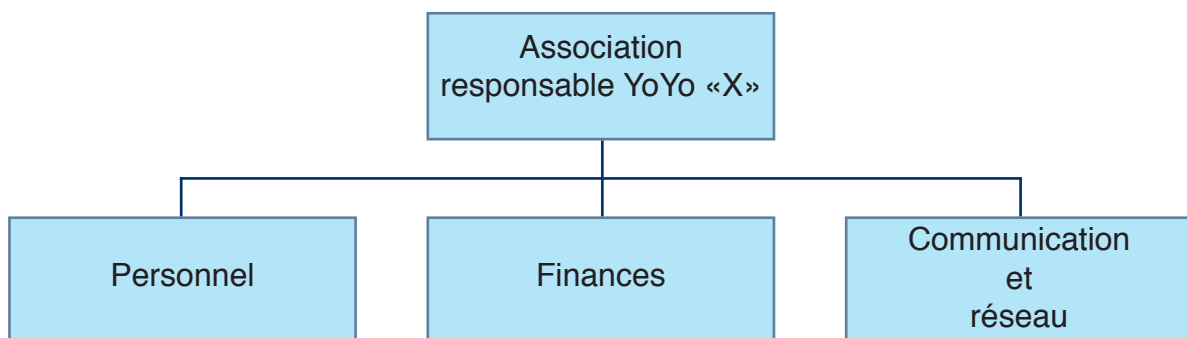 Association
responsable YoYo «X»
Personnel
Finances
Communication
et
réseau